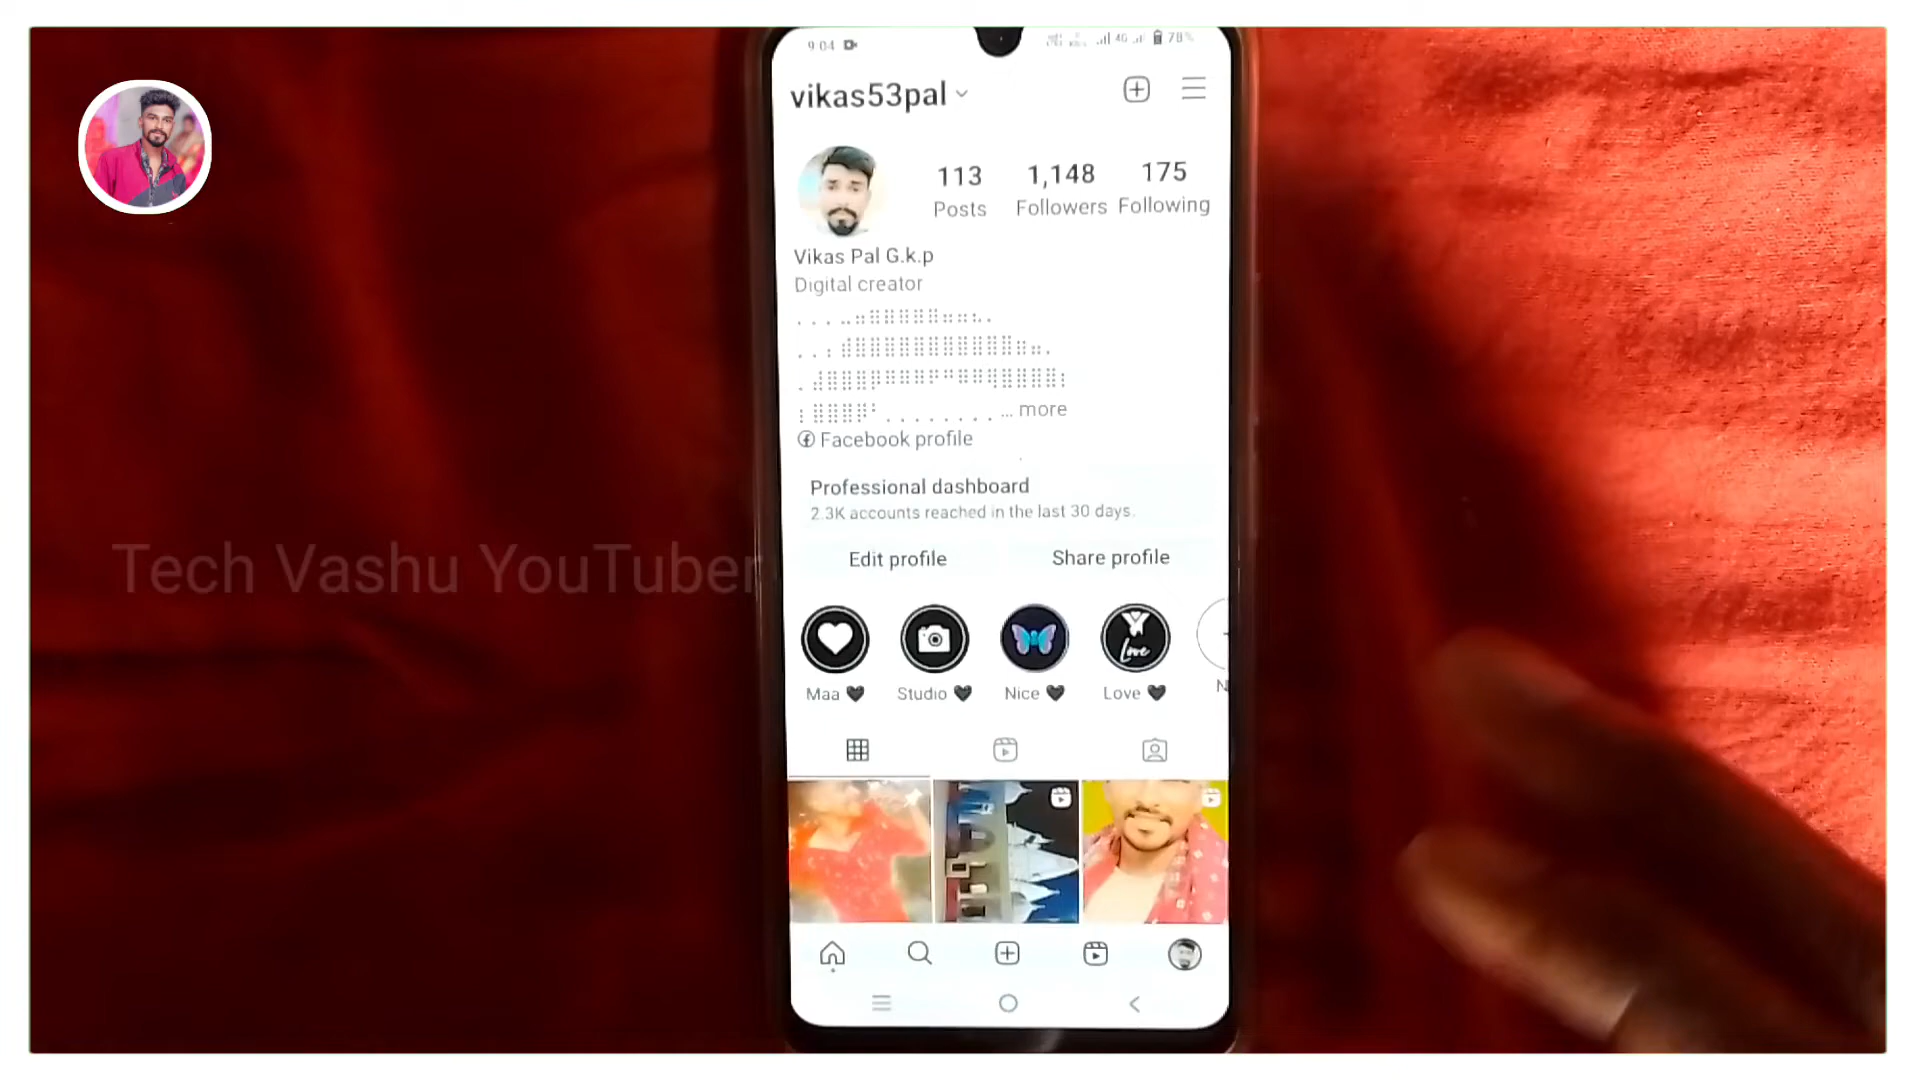 9:04
4G 78%
vikas53pal
113 1,148 175
Posts Followers Following
Vikas Pal G.k.p
Digital creator
... more
Facebook profile
Professional dashboard
2.3K accounts reached in the last 30 days.
Tech Vashu YouTuber
Edit profile Share profile
Love
Maa 🖤 Studio 🖤 Nice 🖤 Love 🖤